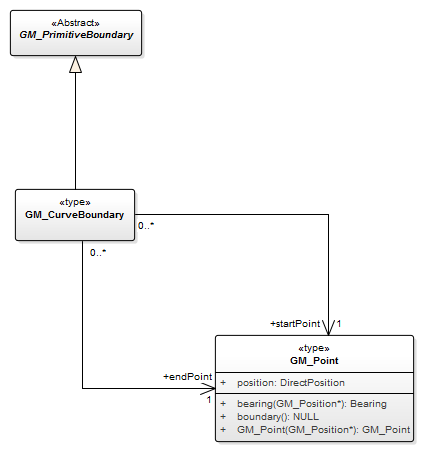 «Abstract»
GM_PrimitiveBoundary
«type»
GM_CurveBoundary
0..*
0..*
+startPoint
1
+endPoint
1
«type»
GM_Point
+ position: DirectPosition
+ bearing(GM_Position*): Bearing
+ boundary(): NULL
+ GM_Point(GM_Position*): GM_Point